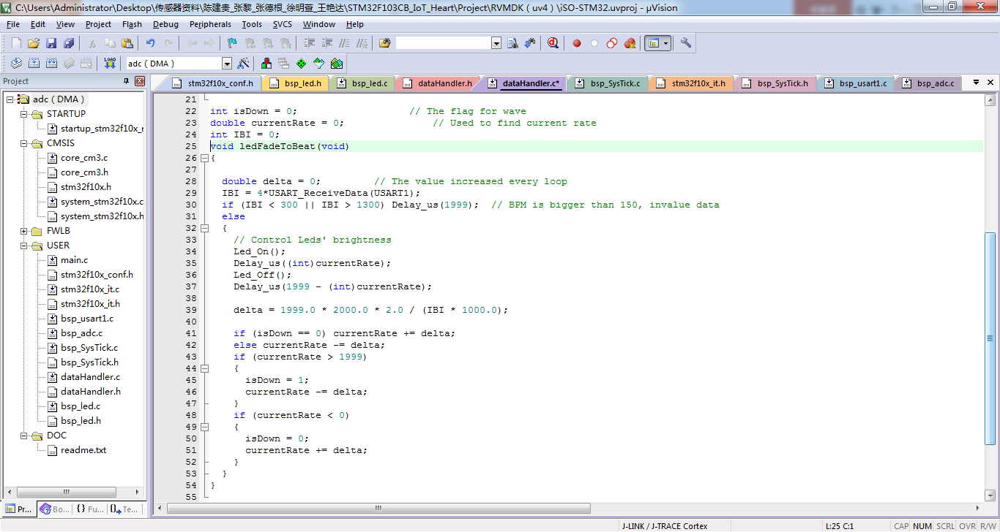 C:\Users\Administrator\Desktop\传感器资料\陈建贵_张黎_张德根_徐明萱_王艳达\STM32F103CB_IoT_Heart\Project\RVMDK（uv4）\iSO-STM32.uvproj - µVision
File Edit View Project Flash Debug Peripherals Tools SVCS Window Help
LOAD adc（DMA）
Project
stm32f10x_conf.h bsp_led.h bsp_led.c dataHandler.h dataHandler.c* bsp_SysTick.c stm32f10x_it.h bsp_SysTick.h bsp_usart1.c bsp_adc.c
adc（DMA）
STARTUP
startup_stm32f10x_r
CMSIS
core_cm3.c
core_cm3.h
stm32f10x.h
system_stm32f10x.c
system_stm32f10x.h
FWLB
USER
main.c
stm32f10x_conf.h
stm32f10x_it.c
stm32f10x_it.h
bsp_usart1.c
bsp_adc.c
bsp_SysTick.c
bsp_SysTick.h
dataHandler.c
dataHandler.h
bsp_led.c
bsp_led.h
DOC
readme.txt
Pr... Bo... {} Fu... Te...
21
22 int isDown = 0; // The flag for wave
23 double currentRate = 0; // Used to find current rate
24 int IBI = 0;
25 void ledFadeToBeat(void)
26 {
27
28 double delta = 0; // The value increased every loop
29 IBI = 4*USART_ReceiveData(USART1);
30 if (IBI < 300 || IBI > 1300) Delay_us(1999); // BPM is bigger than 150, invalue data
31 else
32 {
33 // Control Leds' brightness
34 Led_On();
35 Delay_us((int)currentRate);
36 Led_Off();
37 Delay_us(1999 - (int)currentRate);
38
39 delta = 1999.0 * 2000.0 * 2.0 / (IBI * 1000.0);
40
41 if (isDown == 0) currentRate += delta;
42 else currentRate -= delta;
43 if (currentRate > 1999)
44 {
45 isDown = 1;
46 currentRate -= delta;
47 }
48 if (currentRate < 0)
49 {
50 isDown = 0;
51 currentRate += delta;
52 }
53 }
54 }
55
J-LINK / J-TRACE Cortex L:25 C:1 CAP NUM SCRL OVR R/W